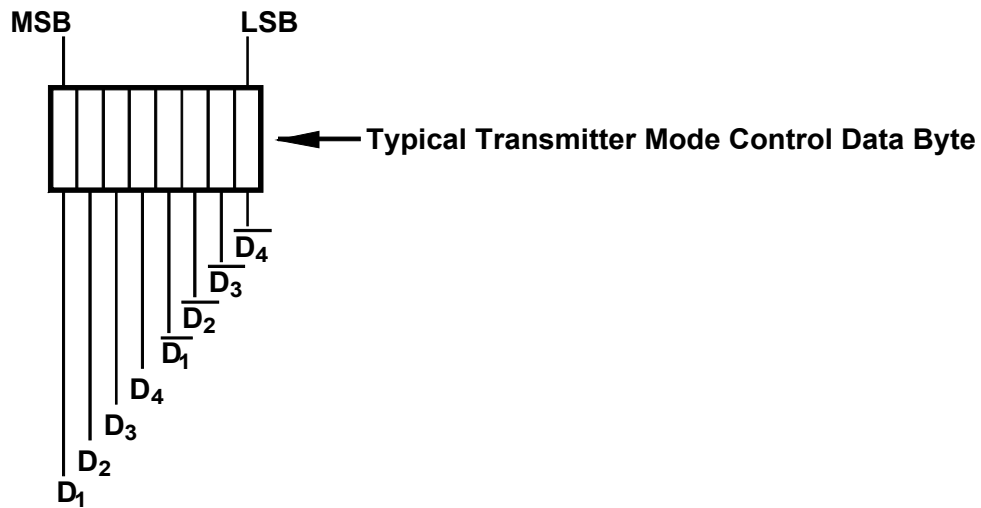 MSB LSB
Typical Transmitter Mode Control Data Byte
D̅₄
D̅₃
D̅₂
D̅₁
D₄
D₃
D₂
D₁